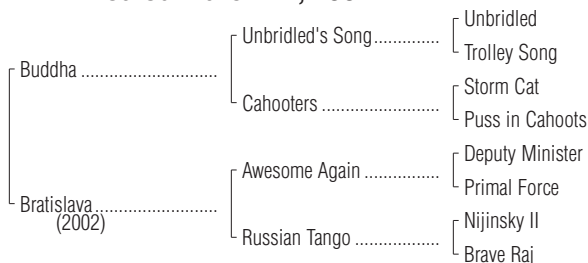 Unbridled
Unbridled's Song..............
Trolley Song
Buddha .............................
Storm Cat
Cahooters ........................
Puss in Cahoots
Deputy Minister
Awesome Again ...............
Primal Force
Bratislava..........................
(2002)
Nijinsky II
Russian Tango .................
Brave Raj